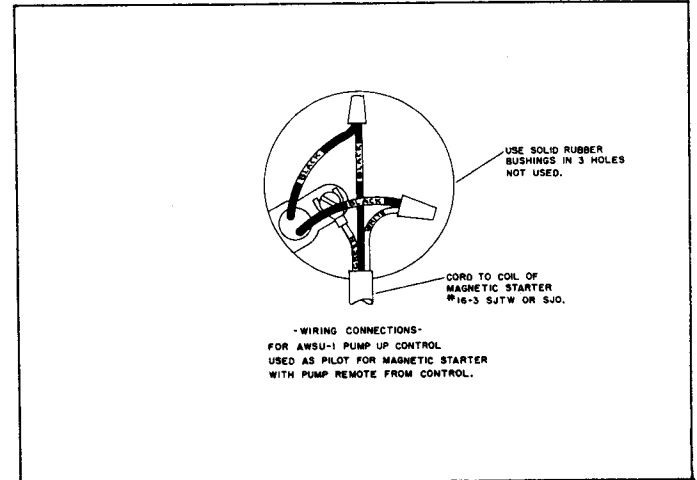 BLACK
BLACK
BLACK
WHITE
GREEN
USE SOLID RUBBER
BUSHINGS IN 3 HOLES
NOT USED.
CORD TO COIL OF
MAGNETIC STARTER
#16-3 SJTW OR SJO.
-WIRING CONNECTIONS-
FOR AWSU-1 PUMP UP CONTROL
USED AS PILOT FOR MAGNETIC STARTER
WITH PUMP REMOTE FROM CONTROL.